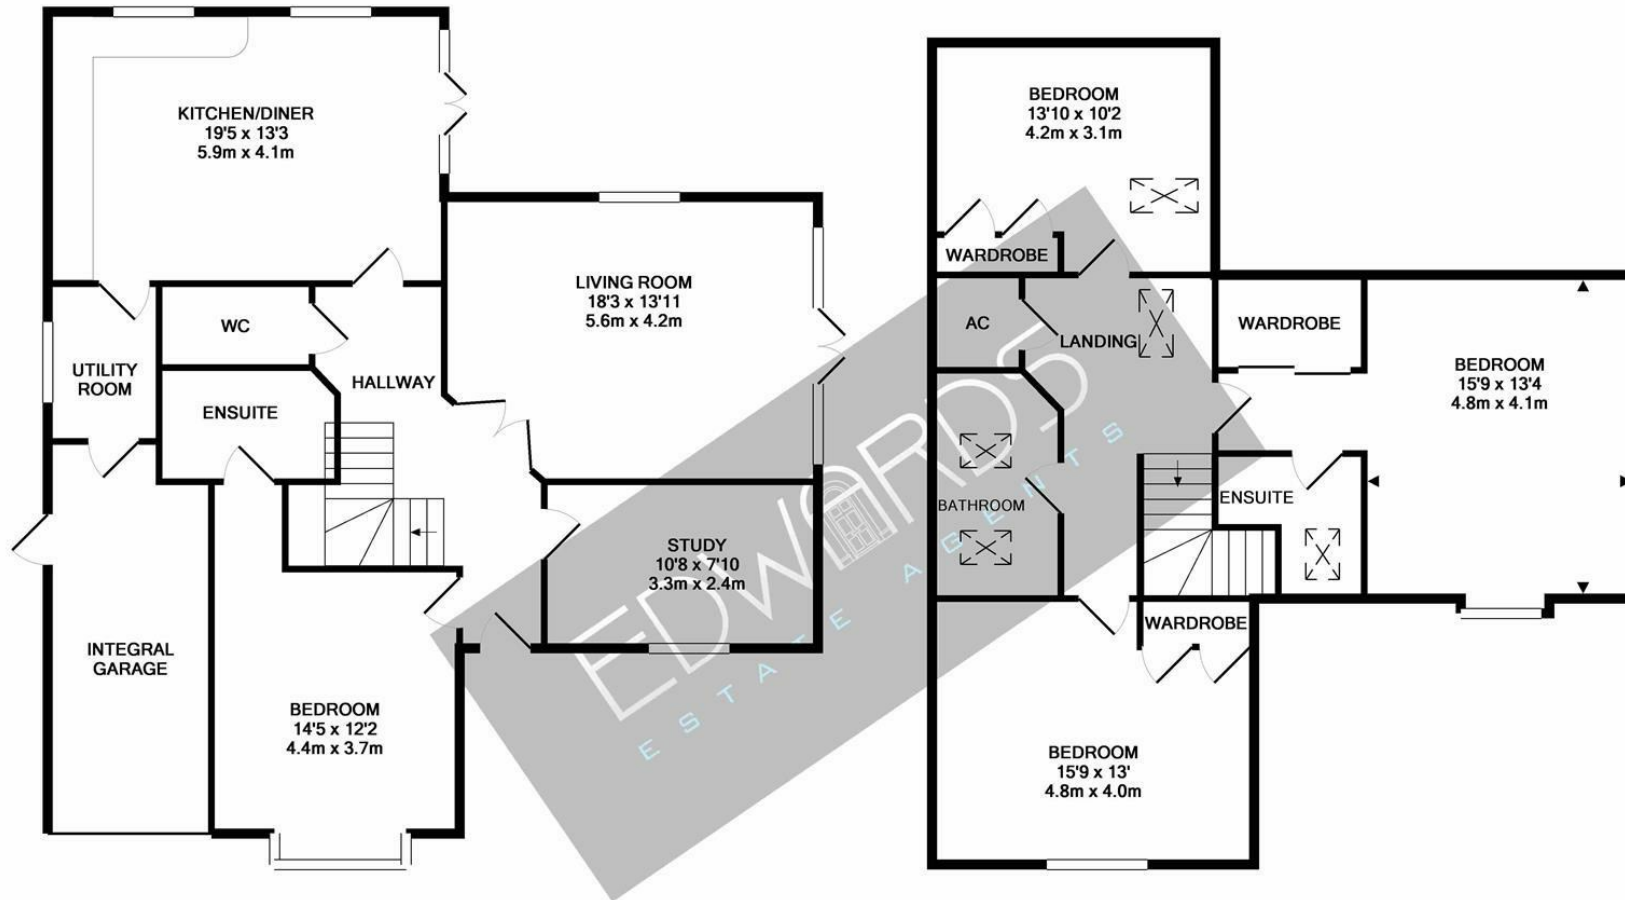 KITCHEN/DINER
19'5 x 13'3
5.9m x 4.1m
LIVING ROOM
18'3 x 13'11
5.6m x 4.2m
WC
UTILITY
ROOM
HALLWAY
ENSUITE
STUDY
10'8 x 7'10
3.3m x 2.4m
INTEGRAL
GARAGE
BEDROOM
14'5 x 12'2
4.4m x 3.7m
BEDROOM
13'10 x 10'2
4.2m x 3.1m
WARDROBE
AC
LANDING
WARDROBE
BEDROOM
15'9 x 13'4
4.8m x 4.1m
BATHROOM
ENSUITE
WARDROBE
BEDROOM
15'9 x 13'
4.8m x 4.0m
EDWARDS
ESTATE AGENTS